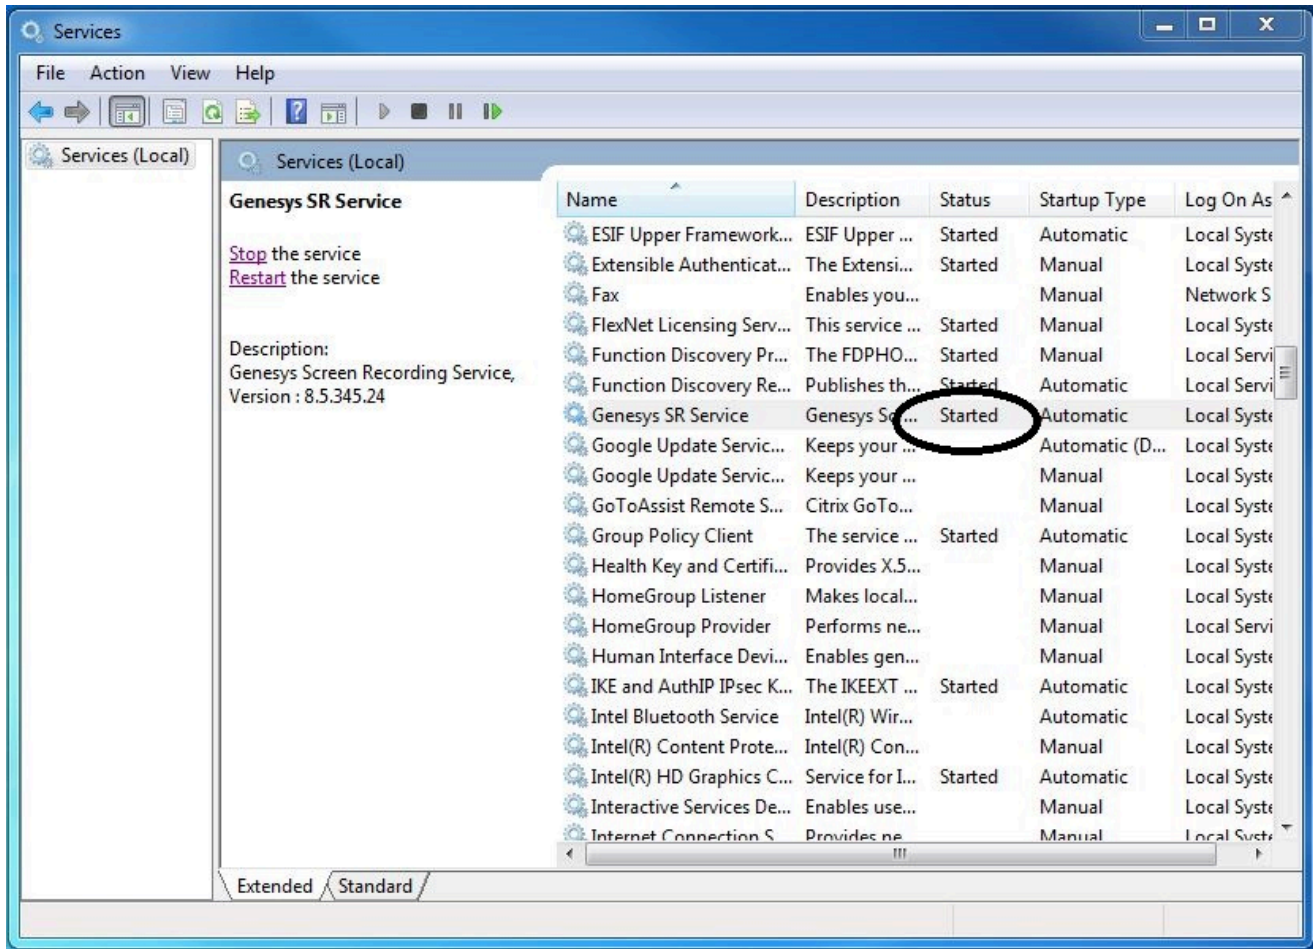 Services
File Action View Help
Services (Local)
Services (Local)
Genesys SR Service
Stop the service
Restart the service
Description:
Genesys Screen Recording Service,
Version : 8.5.345.24
Name Description Status Startup Type Log On As
ESIF Upper Framework... ESIF Upper ... Started Automatic Local Syste
Extensible Authenticat... The Extensi... Started Manual Local Syste
Fax Enables you... Manual Network S
FlexNet Licensing Serv... This service ... Started Manual Local Syste
Function Discovery Pr... The FDPHO... Started Manual Local Servi
Function Discovery Re... Publishes th... Started Automatic Local Servi
Genesys SR Service Genesys Sc... Started Automatic Local Syste
Google Update Servic... Keeps your ... Automatic (D... Local Syste
Google Update Servic... Keeps your ... Manual Local Syste
GoToAssist Remote S... Citrix GoTo... Manual Local Syste
Group Policy Client The service ... Started Automatic Local Syste
Health Key and Certifi... Provides X.5... Manual Local Syste
HomeGroup Listener Makes local... Manual Local Syste
HomeGroup Provider Performs ne... Manual Local Servi
Human Interface Devi... Enables gen... Manual Local Syste
IKE and AuthIP IPsec K... The IKEEXT ... Started Automatic Local Syste
Intel Bluetooth Service Intel(R) Wir... Automatic Local Syste
Intel(R) Content Prote... Intel(R) Con... Manual Local Syste
Intel(R) HD Graphics C... Service for I... Started Automatic Local Syste
Interactive Services De... Enables use... Manual Local Syste
Internet Connection S Provides ne Manual Local Syste
Extended Standard